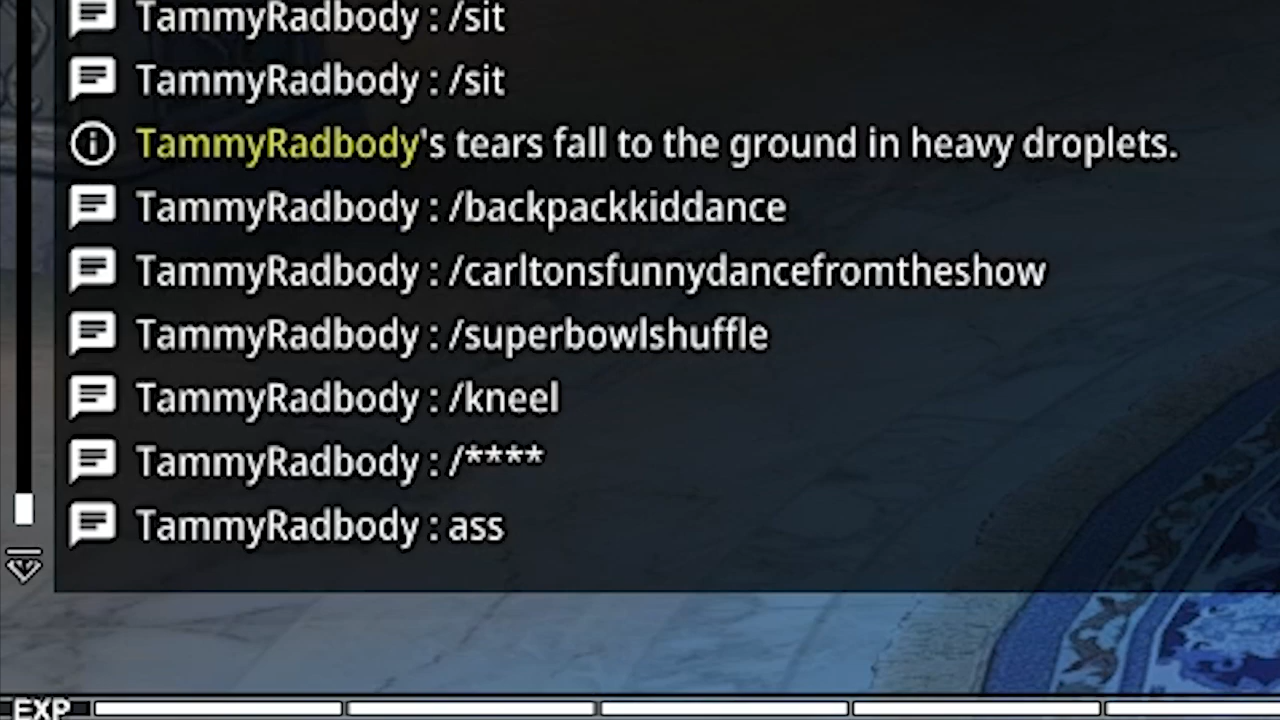 TammyRadbody : /sit
TammyRadbody : /sit
TammyRadbody's tears fall to the ground in heavy droplets.
TammyRadbody : /backpackkiddance
TammyRadbody : /carltonsfunnydancefromtheshow
TammyRadbody : /superbowlshuffle
TammyRadbody : /kneel
TammyRadbody : /****
TammyRadbody : ass
EXP